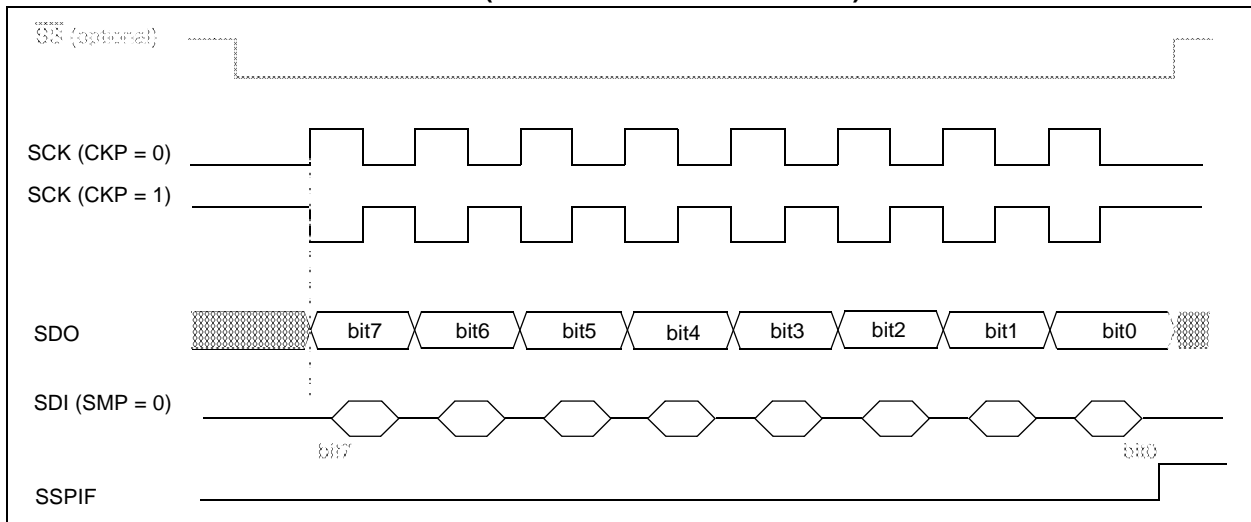 SS (optional)
SCK (CKP = 0)
SCK (CKP = 1)
SDO
bit7 bit6 bit5 bit4 bit3 bit2 bit1 bit0
SDI (SMP = 0)
bit7 bit0
SSPIF